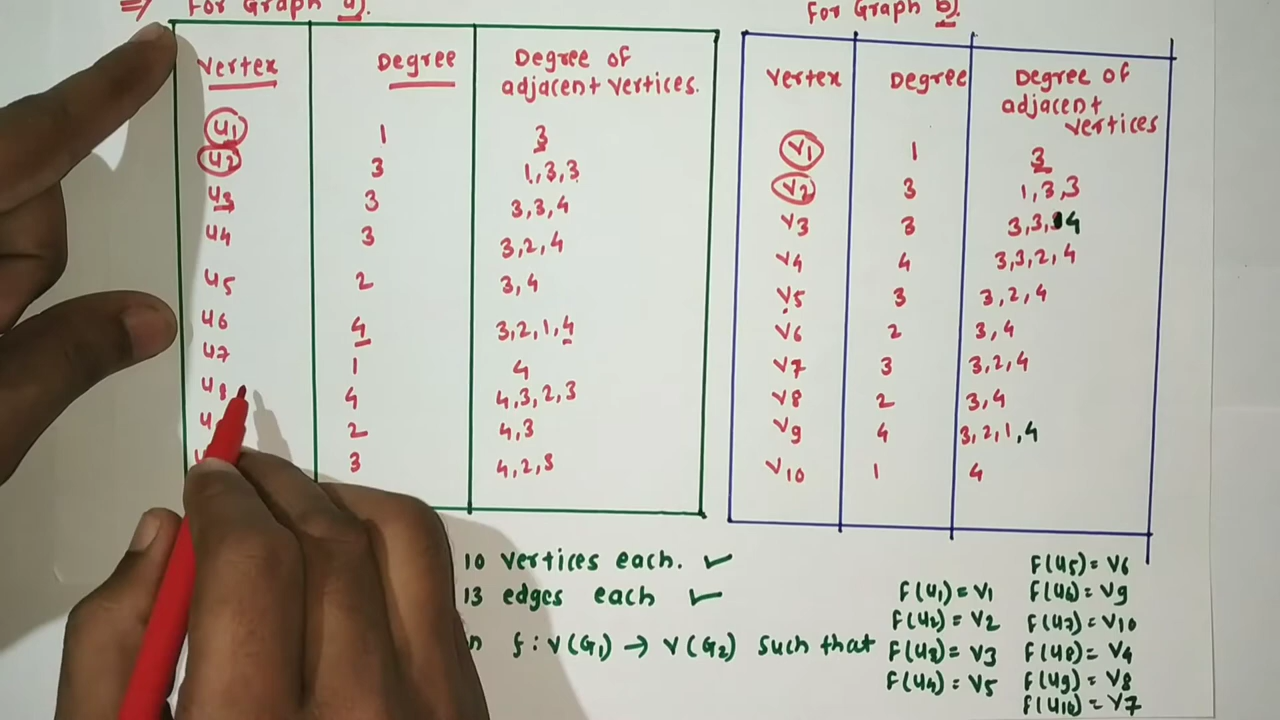 => For Graph a).
Vertex Degree Degree of adjacent vertices.
u1 1 3
u2 3 1,3,3
u3 3 3,3,4
u4 3 3,2,4
u5 2 3,4
u6 4 3,2,1,4
u7 1 4
u8 4 4,3,2,3
u 2 4,3
3 4,2,3
For Graph b).
Vertex Degree Degree of adjacent vertices
v1 1 3
v2 3 1,3,3
v3 3 3,3,4
v4 4 3,3,2,4
v5 3 3,2,4
v6 2 3,4
v7 3 3,2,4
v8 2 3,4
v9 4 3,2,1,4
v10 1 4
10 vertices each. ✓
13 edges each ✓
n f : V(G1) → V(G2) such that
F(u1) = V1
F(u2) = V2
F(u3) = V3
F(u4) = V5
F(u5) = V6
F(u6) = V9
F(u7) = V10
F(u8) = V4
F(u9) = V8
F(u10) = V7